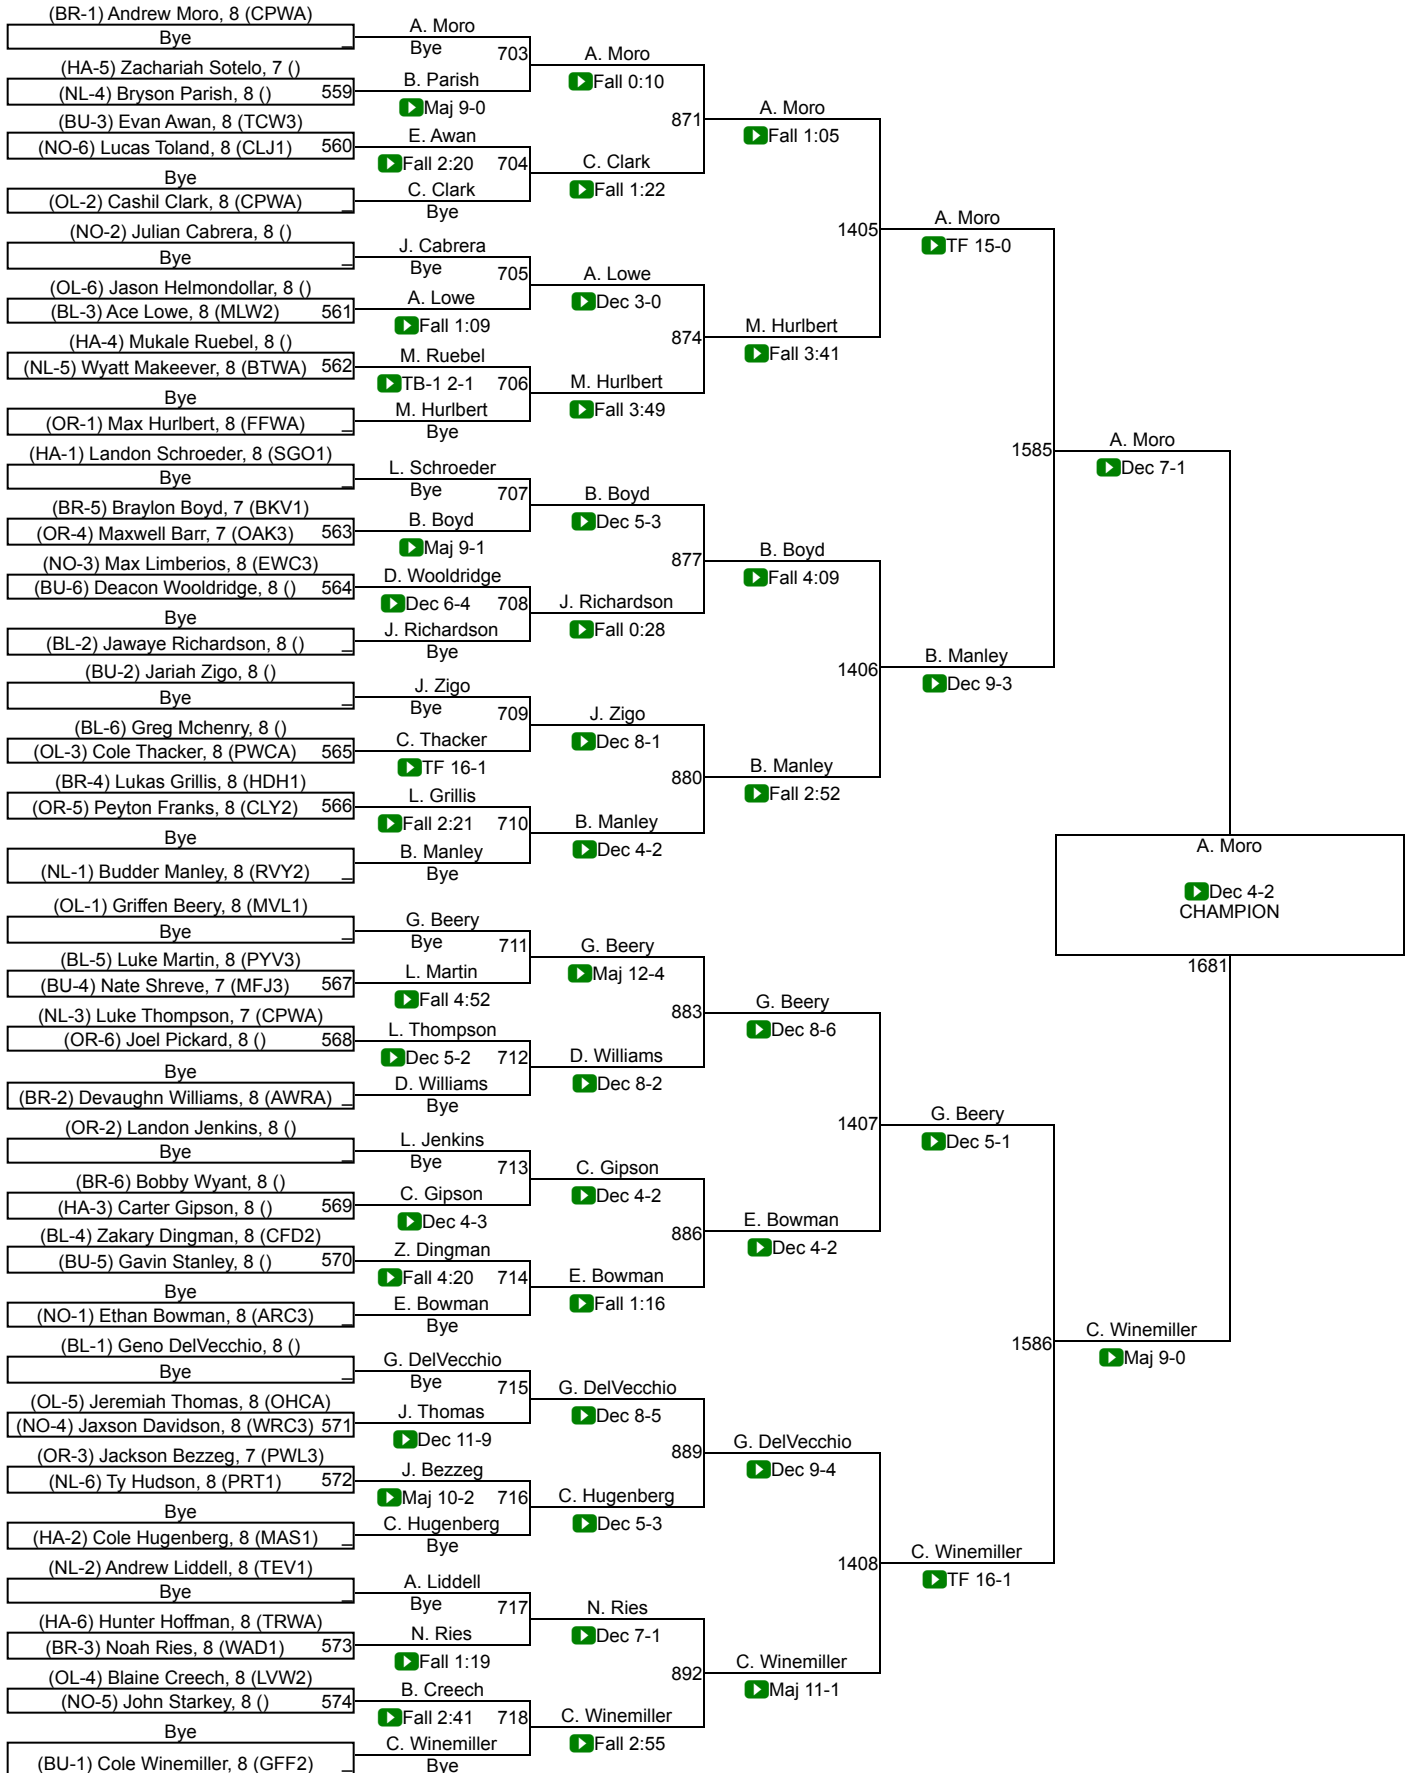 (BR-1) Andrew Moro, 8 (CPWA)
Bye _
(HA-5) Zachariah Sotelo, 7 ()
(NL-4) Bryson Parish, 8 () 559
(BU-3) Evan Awan, 8 (TCW3)
(NO-6) Lucas Toland, 8 (CLJ1) 560
Bye
(OL-2) Cashil Clark, 8 (CPWA) _
(NO-2) Julian Cabrera, 8 ()
Bye _
(OL-6) Jason Helmondollar, 8 ()
(BL-3) Ace Lowe, 8 (MLW2) 561
(HA-4) Mukale Ruebel, 8 ()
(NL-5) Wyatt Makeever, 8 (BTWA) 562
Bye
(OR-1) Max Hurlbert, 8 (FFWA) _
(HA-1) Landon Schroeder, 8 (SGO1)
Bye _
(BR-5) Braylon Boyd, 7 (BKV1)
(OR-4) Maxwell Barr, 7 (OAK3) 563
(NO-3) Max Limberios, 8 (EWC3)
(BU-6) Deacon Wooldridge, 8 () 564
Bye
(BL-2) Jawaye Richardson, 8 () _
(BU-2) Jariah Zigo, 8 ()
Bye _
(BL-6) Greg Mchenry, 8 ()
(OL-3) Cole Thacker, 8 (PWCA) 565
(BR-4) Lukas Grillis, 8 (HDH1)
(OR-5) Peyton Franks, 8 (CLY2) 566
Bye
(NL-1) Budder Manley, 8 (RVY2) _
(OL-1) Griffen Beery, 8 (MVL1)
Bye _
(BL-5) Luke Martin, 8 (PYV3)
(BU-4) Nate Shreve, 7 (MFJ3) 567
(NL-3) Luke Thompson, 7 (CPWA)
(OR-6) Joel Pickard, 8 () 568
Bye
(BR-2) Devaughn Williams, 8 (AWRA) _
(OR-2) Landon Jenkins, 8 ()
Bye _
(BR-6) Bobby Wyant, 8 ()
(HA-3) Carter Gipson, 8 () 569
(BL-4) Zakary Dingman, 8 (CFD2)
(BU-5) Gavin Stanley, 8 () 570
Bye
(NO-1) Ethan Bowman, 8 (ARC3) _
(BL-1) Geno DelVecchio, 8 ()
Bye _
(OL-5) Jeremiah Thomas, 8 (OHCA)
(NO-4) Jaxson Davidson, 8 (WRC3) 571
(OR-3) Jackson Bezzeg, 7 (PWL3)
(NL-6) Ty Hudson, 8 (PRT1) 572
Bye
(HA-2) Cole Hugenberg, 8 (MAS1) _
(NL-2) Andrew Liddell, 8 (TEV1)
Bye _
(HA-6) Hunter Hoffman, 8 (TRWA)
(BR-3) Noah Ries, 8 (WAD1) 573
(OL-4) Blaine Creech, 8 (LVW2)
(NO-5) John Starkey, 8 () 574
Bye
(BU-1) Cole Winemiller, 8 (GFF2) _
A. Moro
Bye 703
B. Parish
Maj 9-0
E. Awan
Fall 2:20 704
C. Clark
Bye
J. Cabrera
Bye 705
A. Lowe
Fall 1:09
M. Ruebel
TB-1 2-1 706
M. Hurlbert
Bye
L. Schroeder
Bye 707
B. Boyd
Maj 9-1
D. Wooldridge
Dec 6-4 708
J. Richardson
Bye
J. Zigo
Bye 709
C. Thacker
TF 16-1
L. Grillis
Fall 2:21 710
B. Manley
Bye
G. Beery
Bye 711
L. Martin
Fall 4:52
L. Thompson
Dec 5-2 712
D. Williams
Bye
L. Jenkins
Bye 713
C. Gipson
Dec 4-3
Z. Dingman
Fall 4:20 714
E. Bowman
Bye
G. DelVecchio
Bye 715
J. Thomas
Dec 11-9
J. Bezzeg
Maj 10-2 716
C. Hugenberg
Bye
A. Liddell
Bye 717
N. Ries
Fall 1:19
B. Creech
Fall 2:41 718
C. Winemiller
Bye
A. Moro
Fall 0:10
871
C. Clark
Fall 1:22
A. Lowe
Dec 3-0
874
M. Hurlbert
Fall 3:49
B. Boyd
Dec 5-3
877
J. Richardson
Fall 0:28
J. Zigo
Dec 8-1
880
B. Manley
Dec 4-2
G. Beery
Maj 12-4
883
D. Williams
Dec 8-2
C. Gipson
Dec 4-2
886
E. Bowman
Fall 1:16
G. DelVecchio
Dec 8-5
889
C. Hugenberg
Dec 5-3
N. Ries
Dec 7-1
892
C. Winemiller
Fall 2:55
A. Moro
Fall 1:05
1405
M. Hurlbert
Fall 3:41
B. Boyd
Fall 4:09
1406
B. Manley
Fall 2:52
G. Beery
Dec 8-6
1407
E. Bowman
Dec 4-2
G. DelVecchio
Dec 9-4
1408
C. Winemiller
Maj 11-1
A. Moro
TF 15-0
1585
B. Manley
Dec 9-3
G. Beery
Dec 5-1
1586
C. Winemiller
TF 16-1
A. Moro
Dec 7-1
C. Winemiller
Maj 9-0
A. Moro
Dec 4-2
CHAMPION
1681